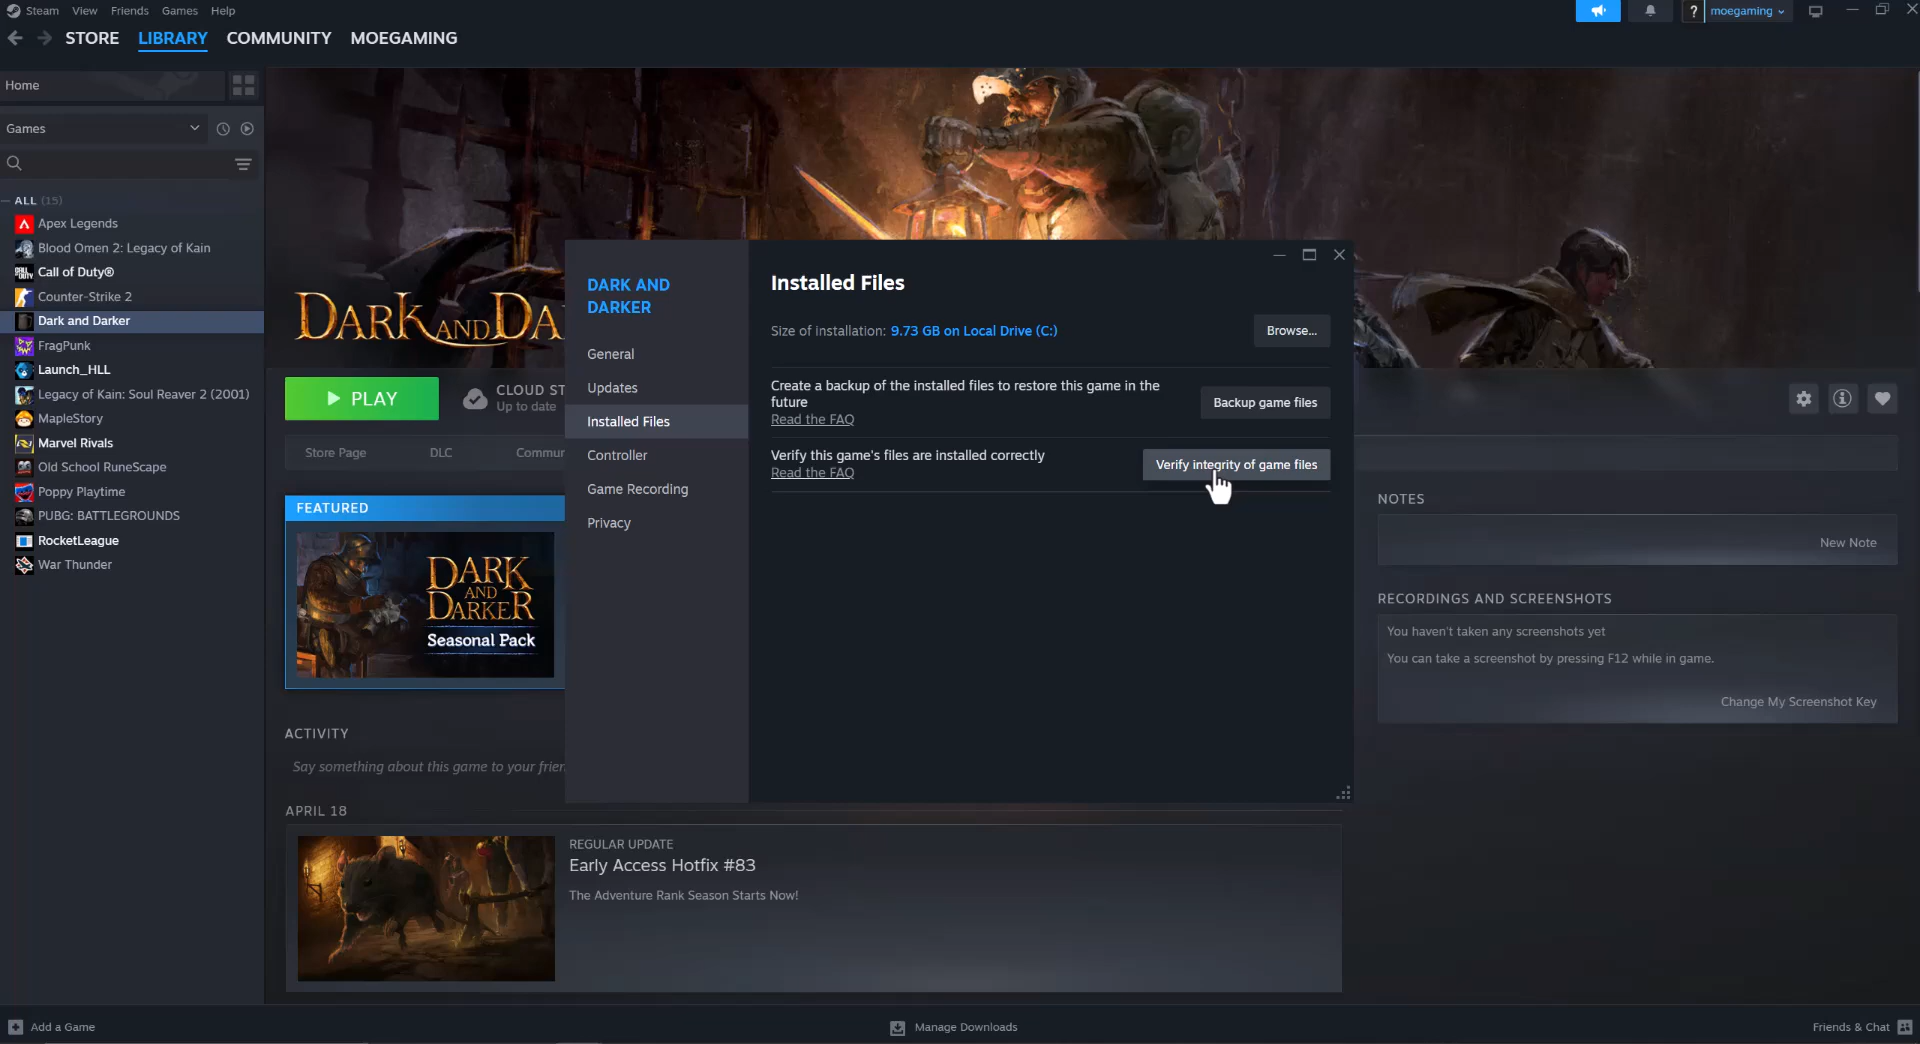 Steam View Friends Games Help
? moegaming
STORE LIBRARY COMMUNITY MOEGAMING
Home
Games
ALL (15)
Apex Legends
Blood Omen 2: Legacy of Kain
Call of Duty®
Counter-Strike 2
Dark and Darker
FragPunk
Launch_HLL
Legacy of Kain: Soul Reaver 2 (2001)
MapleStory
Marvel Rivals
Old School RuneScape
Poppy Playtime
PUBG: BATTLEGROUNDS
RocketLeague
War Thunder
DARK AND DA
PLAY
CLOUD ST
Up to date
Store Page DLC Commun
FEATURED
DARK
AND
DARKER
Seasonal Pack
ACTIVITY
Say something about this game to your frien
APRIL 18
REGULAR UPDATE
Early Access Hotfix #83
The Adventure Rank Season Starts Now!
DARK AND
DARKER
General
Updates
Installed Files
Controller
Game Recording
Privacy
Installed Files
Size of installation: 9.73 GB on Local Drive (C:)
Browse...
Create a backup of the installed files to restore this game in the
future
Read the FAQ
Backup game files
Verify this game's files are installed correctly
Read the FAQ
Verify integrity of game files
NOTES
New Note
RECORDINGS AND SCREENSHOTS
You haven't taken any screenshots yet
You can take a screenshot by pressing F12 while in game.
Change My Screenshot Key
Add a Game
Manage Downloads
Friends & Chat